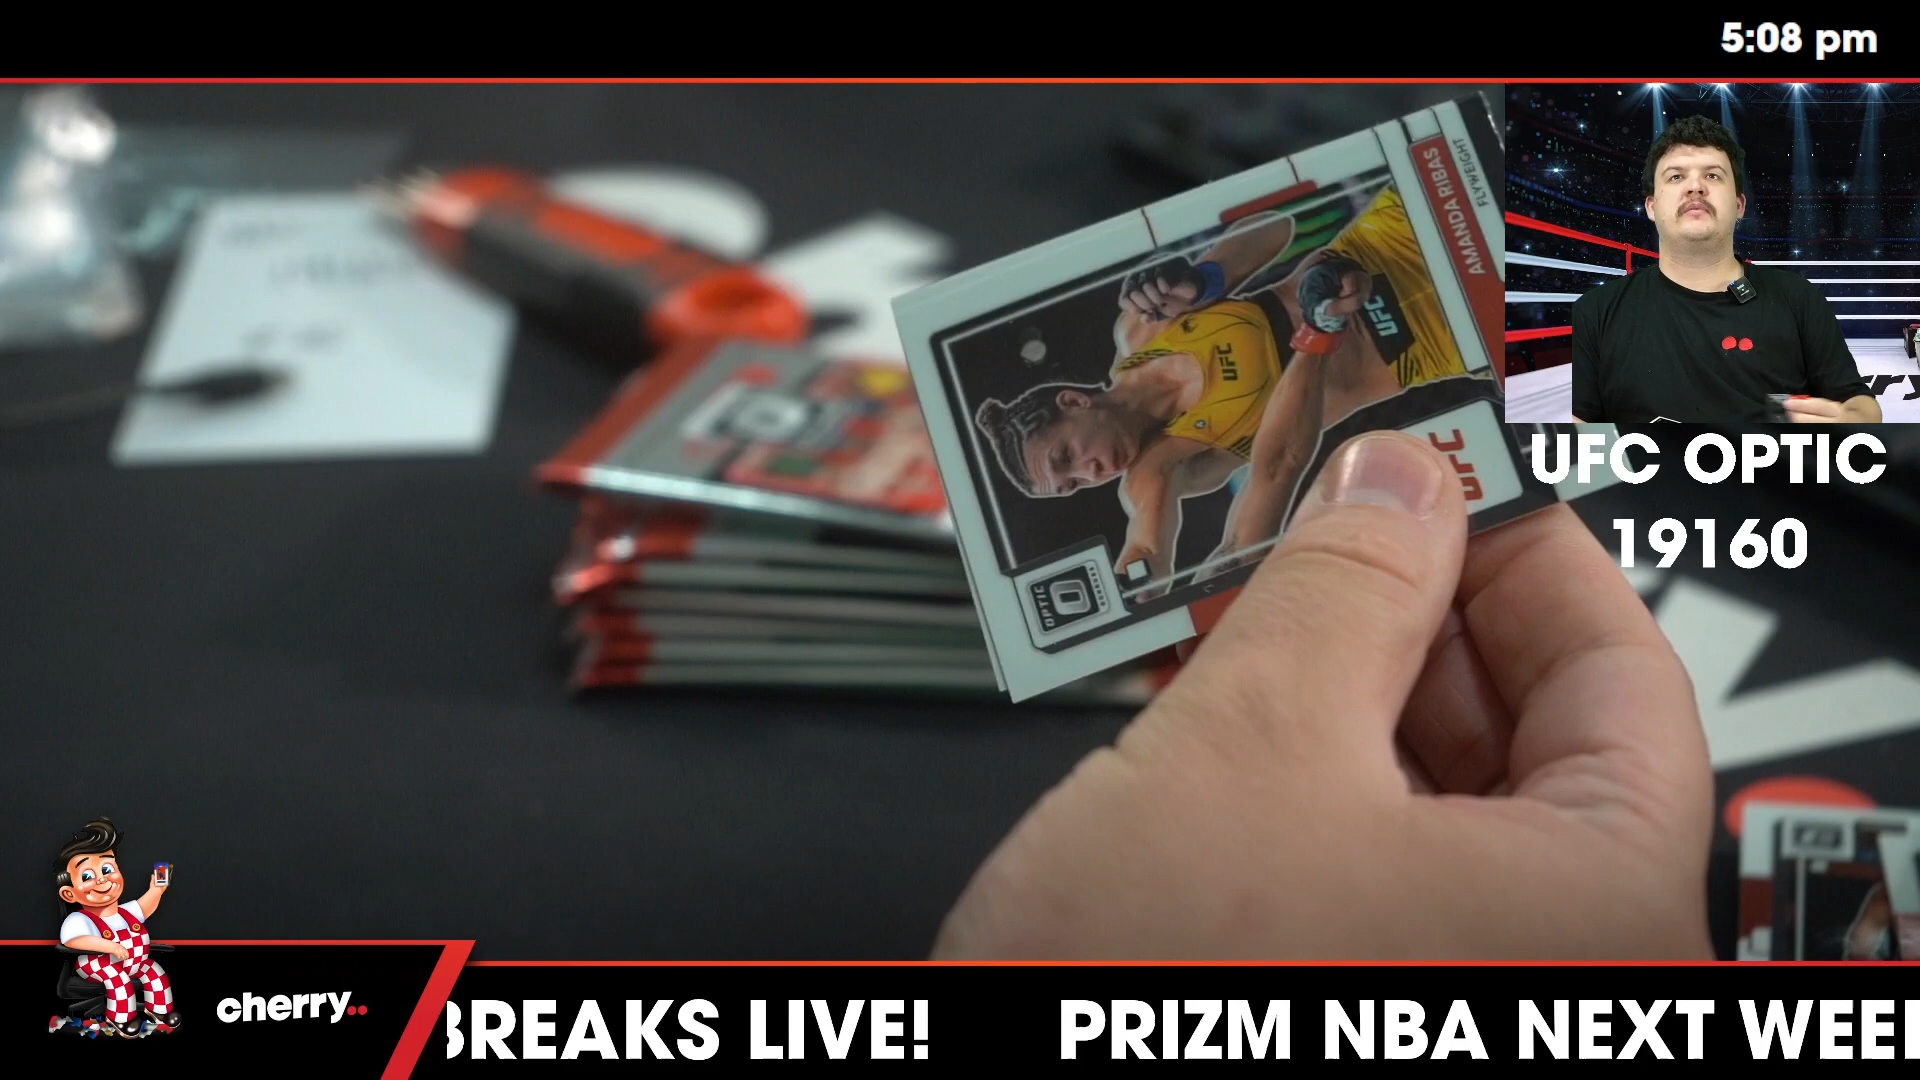 5:08 pm
AMANDA RIBAS
FLYWEIGHT
UFC
UFC
UFC
OPTIC
UFC OPTIC
19160
cherry..
BREAKS LIVE!
PRIZM NBA NEXT WEE